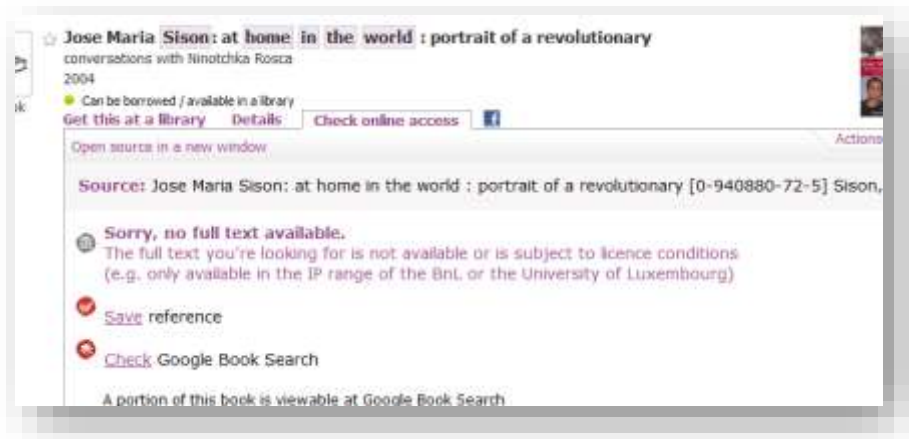 Jose Maria Sison: at home in the world : portrait of a revolutionary
conversations with Ninotchka Rosca
2004
Can be borrowed / available in a library
Get this at a library Details Check online access
Actions
Open source in a new window
Source: Jose Maria Sison: at home in the world : portrait of a revolutionary [0-940880-72-5] Sison,
Sorry, no full text available.
The full text you're looking for is not available or is subject to licence conditions
(e.g. only available in the IP range of the BnL or the University of Luxembourg)
Save reference
Check Google Book Search
A portion of this book is viewable at Google Book Search